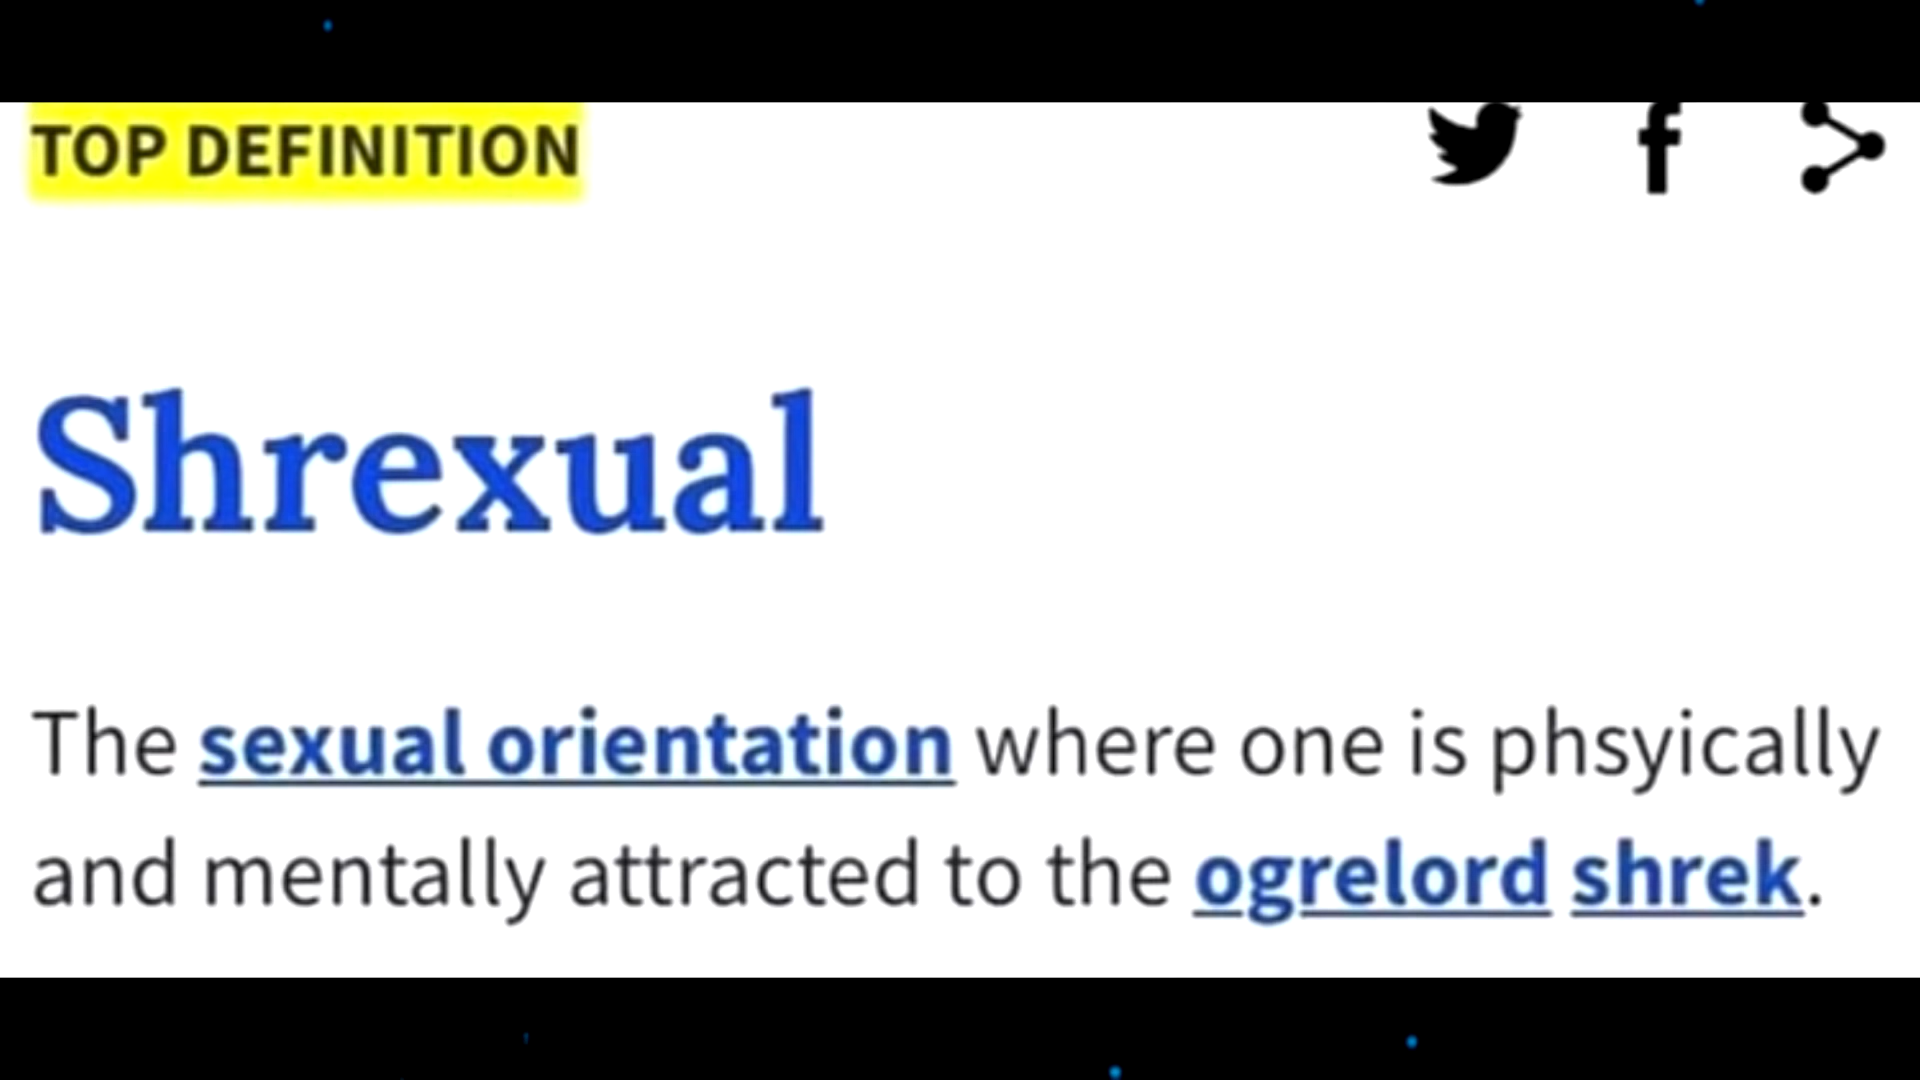 TOP DEFINITION
Shrexual
The sexual orientation where one is phsyically
and mentally attracted to the ogrelord shrek.